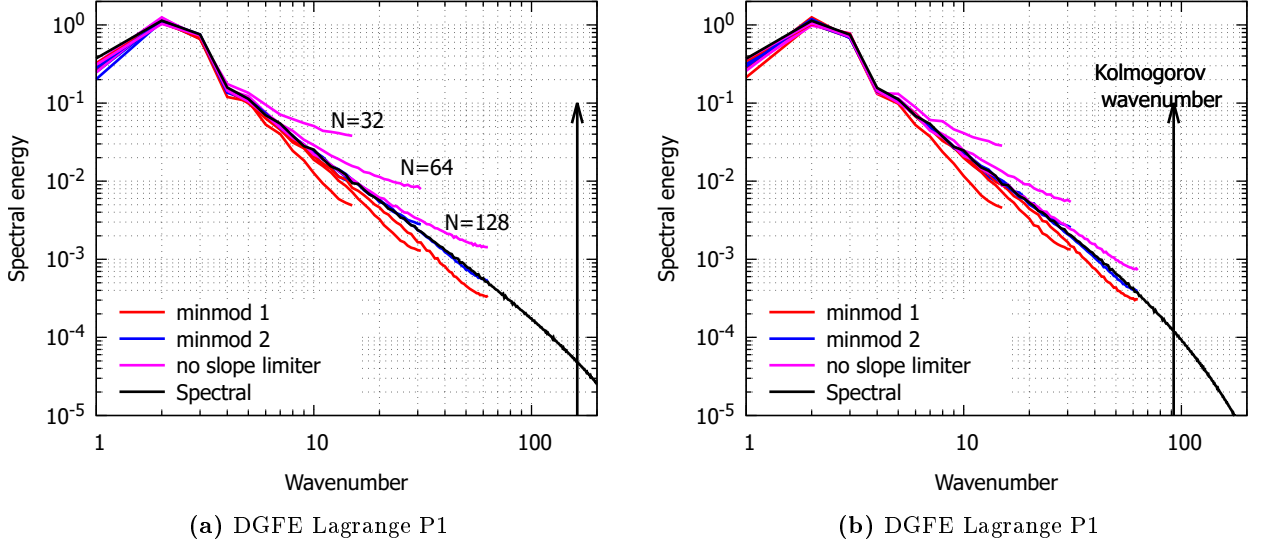 10^0
10^-1
10^-2
10^-3
10^-4
10^-5
Spectral energy
N=32
N=64
N=128
minmod 1
minmod 2
no slope limiter
Spectral
1 10 100
Wavenumber
(a) DGFE Lagrange P1
10^0
10^-1
10^-2
10^-3
10^-4
10^-5
Spectral energy
Kolmogorov
wavenumber
minmod 1
minmod 2
no slope limiter
Spectral
1 10 100
Wavenumber
(b) DGFE Lagrange P1